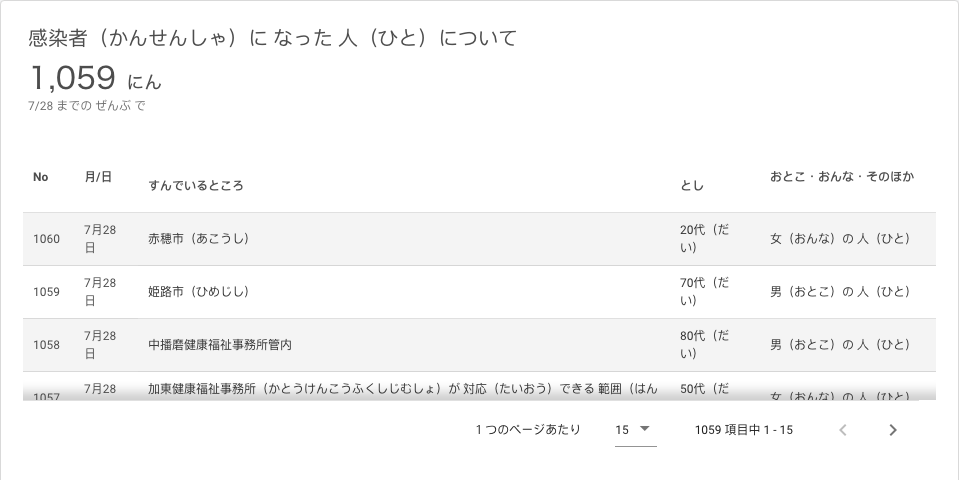 感染者（かんせんしゃ）に なった 人（ひと）について
1,059 にん
7/28 までの ぜんぶ で
No 月/日 すんでいるところ とし おとこ・おんな・そのほか
1060 7月28日 赤穂市（あこうし） 20代（だい） 女（おんな）の 人（ひと）
1059 7月28日 姫路市（ひめじし） 70代（だい） 男（おとこ）の 人（ひと）
1058 7月28日 中播磨健康福祉事務所管内 80代（だい） 男（おとこ）の 人（ひと）
1057 7月28 加東健康福祉事務所（かとうけんこうふくしじむしょ）が 対応（たいおう）できる 範囲（はん 50代（だ 女（おんな）の 人（ひと）
1 つのページあたり 15 1059 項目中 1 - 15